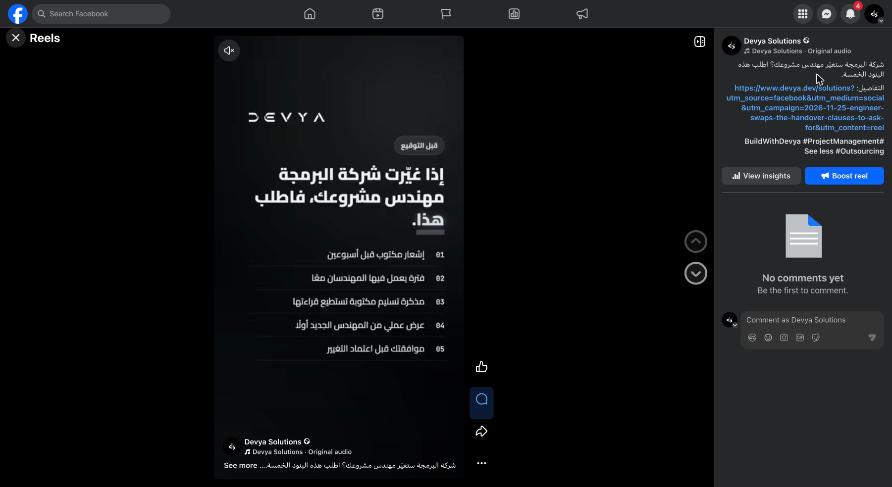 Search Facebook
4
Reels
DEVYA
قبل التوقيع
إذا غيّرت شركة البرمجة
مهندس مشروعك، فاطلب
هذا.
01 إشعار مكتوب قبل أسبوعين
02 فترة يعمل فيها المهندسان معًا
03 مذكرة تسليم مكتوبة تستطيع قراءتها
04 عرض عملي من المهندس الجديد أولًا
05 موافقتك قبل اعتماد التغيير
Devya Solutions
Devya Solutions · Original audio
شركة البرمجة ستغيّر مهندس مشروعك؟ اطلب هذه البنود الخمسة.... See more
Devya Solutions
Devya Solutions · Original audio
شركة البرمجة ستغيّر مهندس مشروعك؟ اطلب هذه
البنود الخمسة.
التفاصيل: https://www.devya.dev/solutions?
utm_source=facebook&utm_medium=social
&utm_campaign=2026-11-25-engineer-
swaps-the-handover-clauses-to-ask-
for&utm_content=reel
BuildWithDevya #ProjectManagement#
See less #Outsourcing
View insights
Boost reel
No comments yet
Be the first to comment.
Comment as Devya Solutions